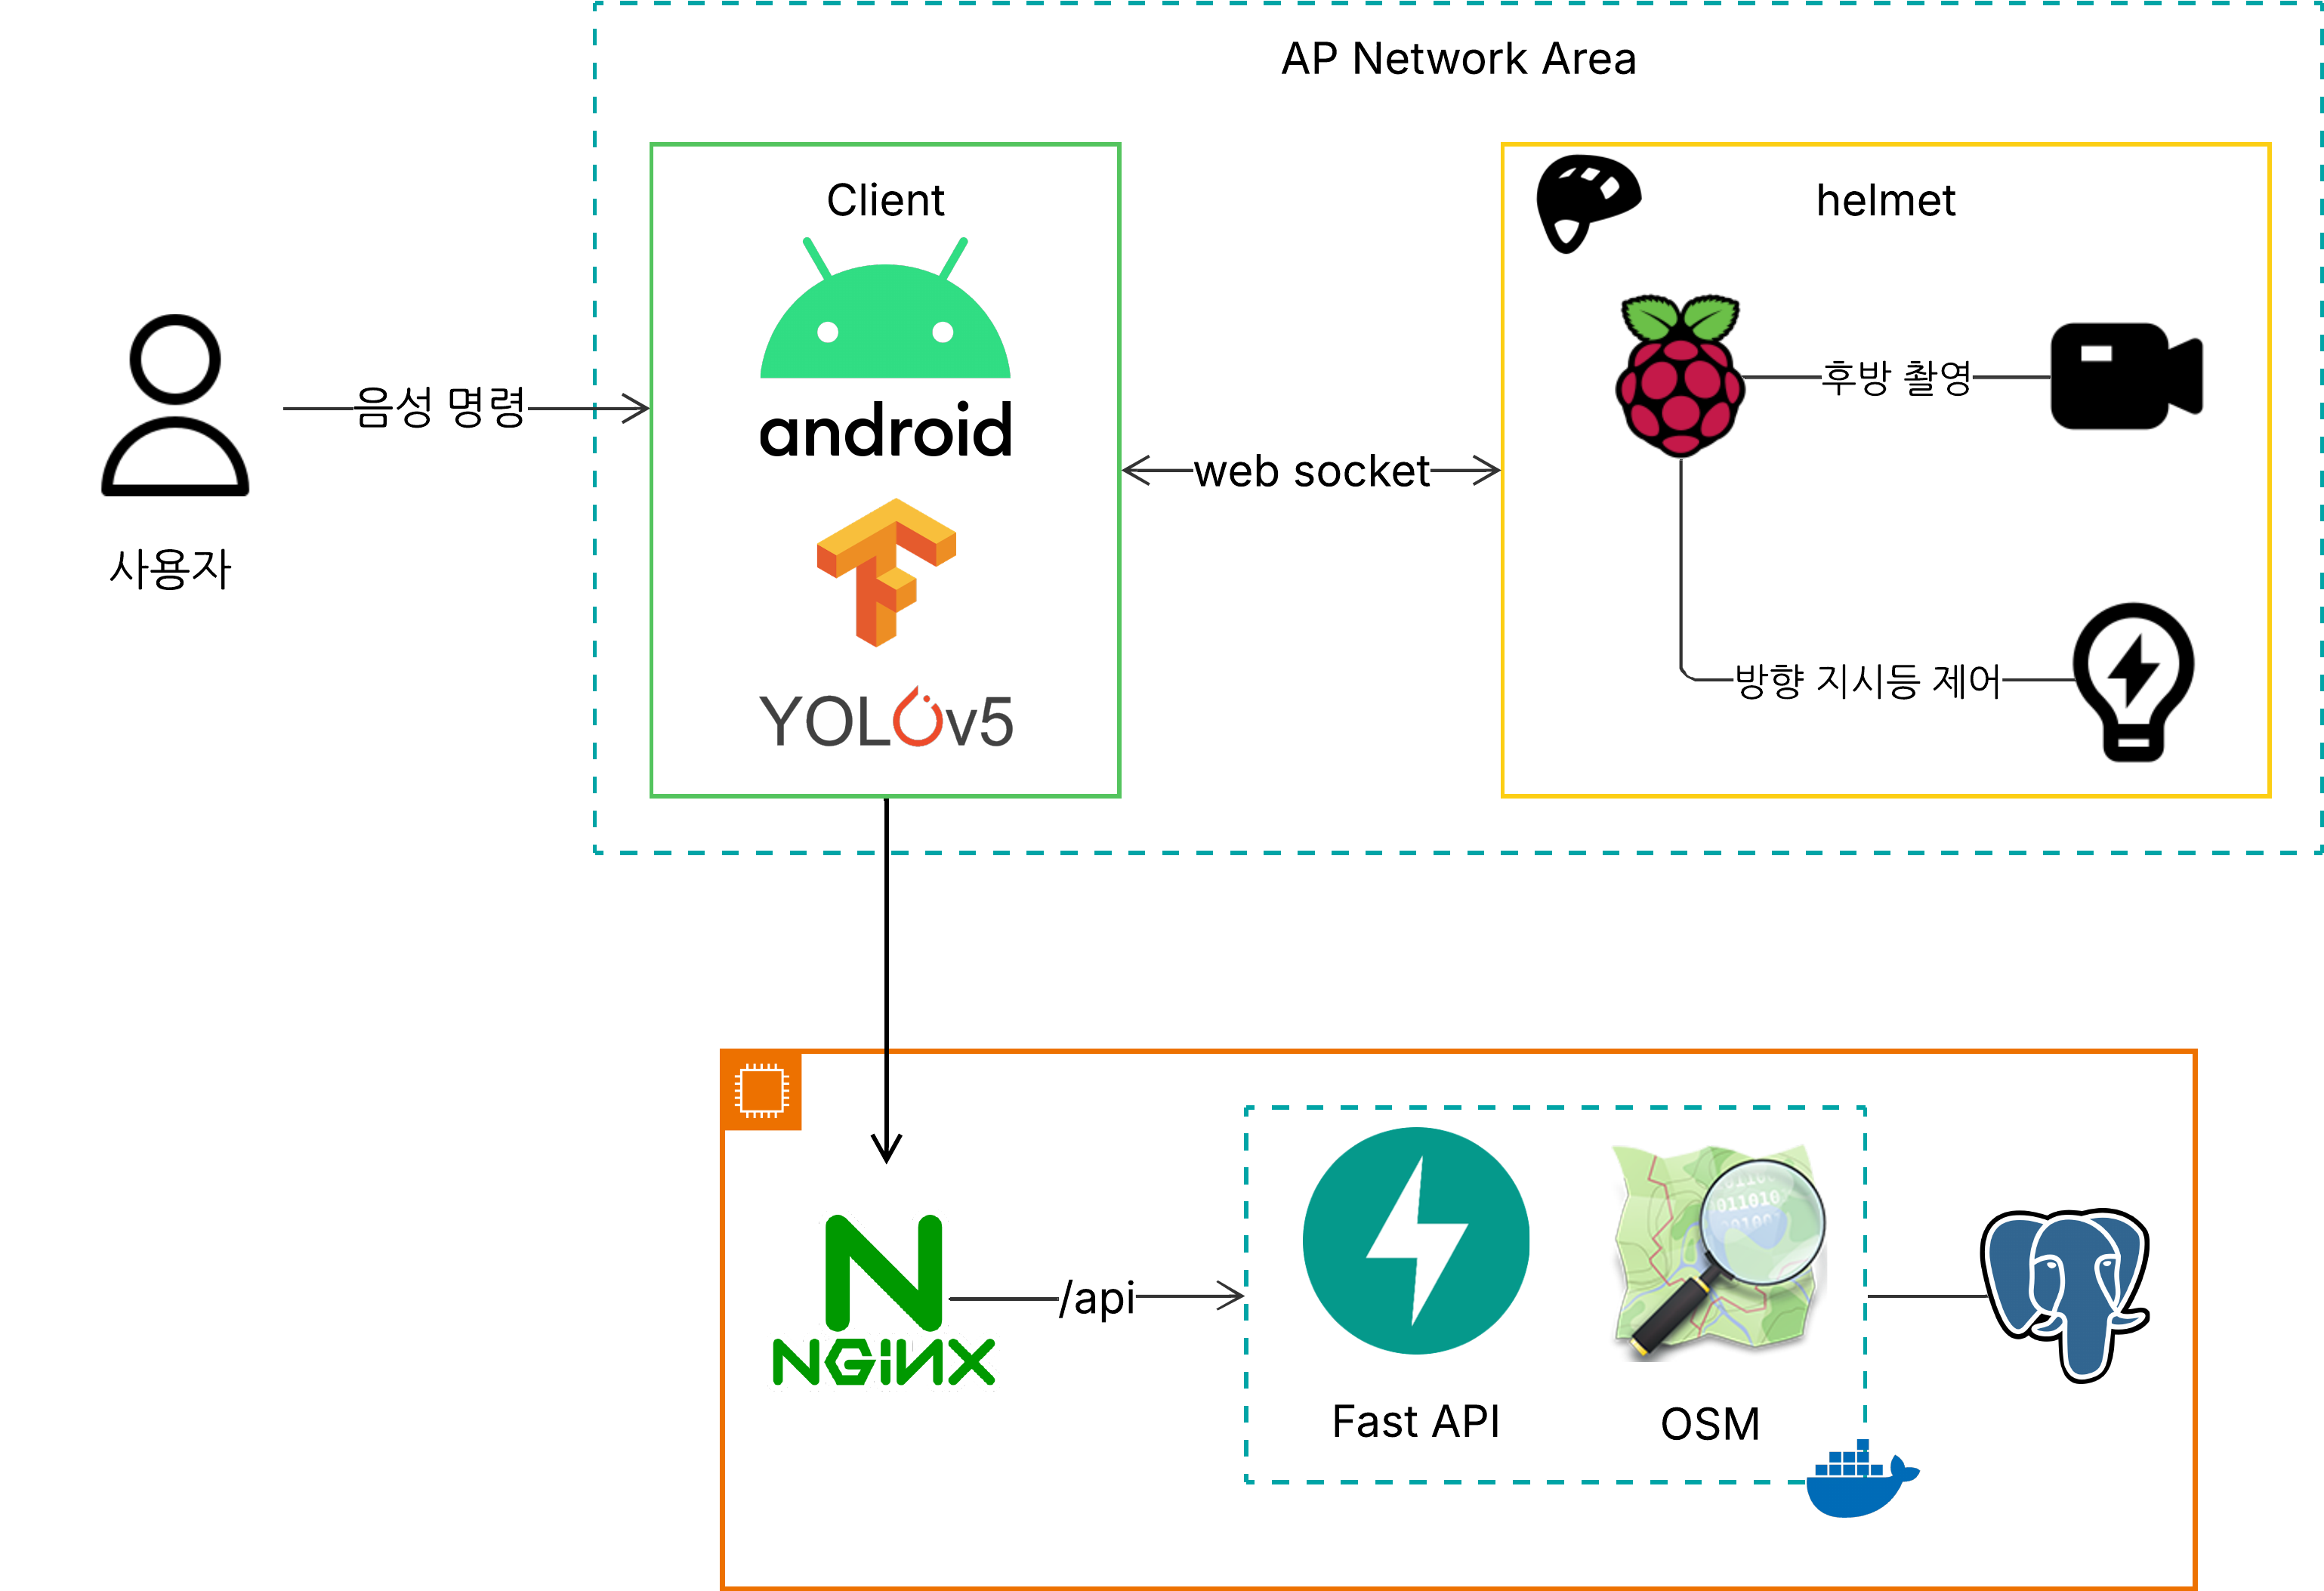 AP Network Area
Client
helmet
android
음성 명령
후방 촬영
web socket
사용자
방향 지시등 제어
YOLOv5
011010
NGiNX
/api
Fast API
OSM